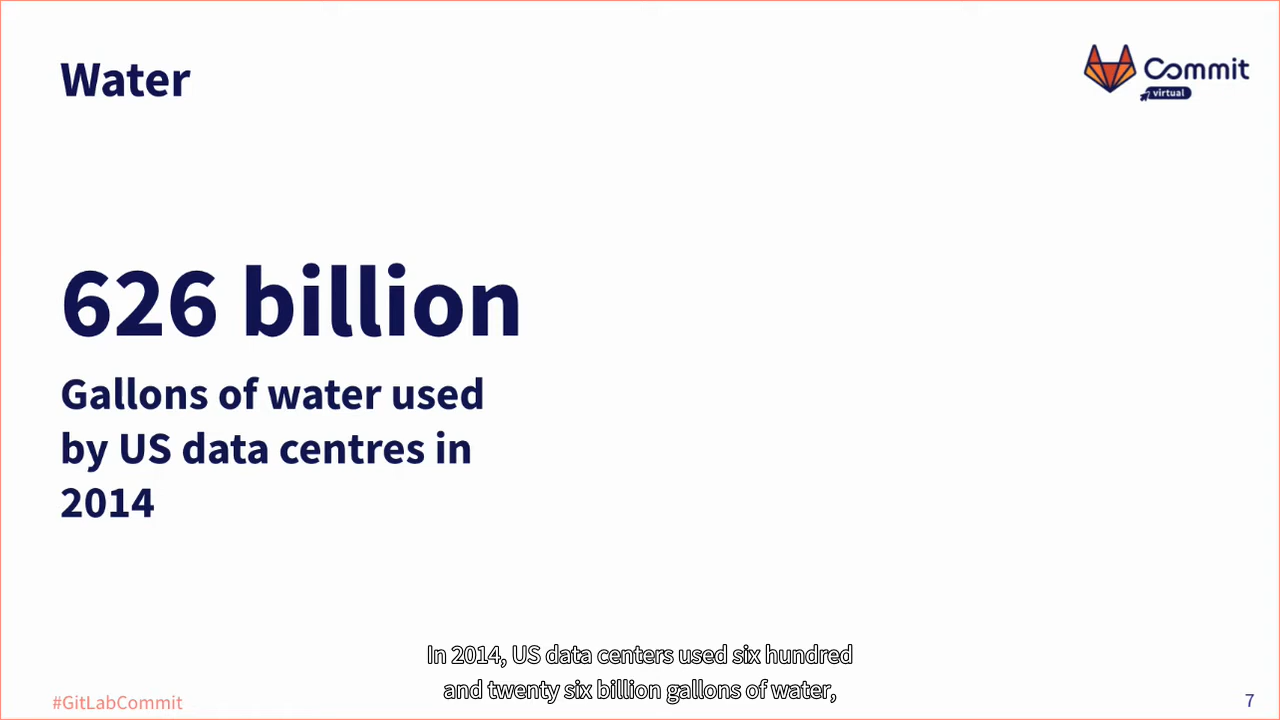 Water
Commit
virtual
626 billion
Gallons of water used
by US data centres in
2014
In 2014, US data centers used six hundred
and twenty six billion gallons of water,
#GitLabCommit
7